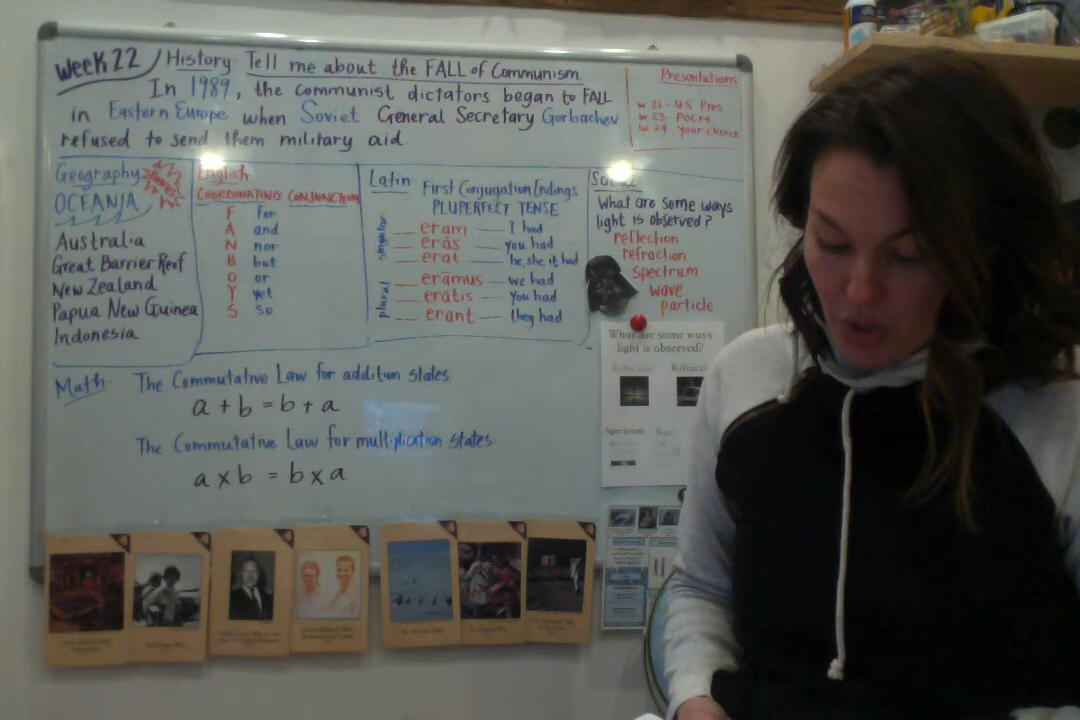 Week 22
History: Tell me about the FALL of Communism
In 1989, the communist dictators began to FALL
in Eastern Europe when Soviet General Secretary Gorbachev
refused to send them military aid.
Presentations
w 22 - US Pres.
w 23 - POEM
w 24 your choice
Geography
OCEANIA
Australia
Great Barrier Reef
New Zealand
Papua New Guinea
Indonesia
English
COORDINATING CONJUNCTIONS
F for
A and
N nor
B but
O or
Y yet
S so
Latin
First Conjugation Endings
PLUPERFECT TENSE
singular
eram — I had
erās — you had
erat — he, she, it had
plural
erāmus — we had
erātis — you had
erant — they had
What are some ways
light is observed?
reflection
refraction
spectrum
wave
particle
Math
The Commutative Law for addition states
a + b = b + a
The Commutative Law for multiplication states
a x b = b x a
What are some ways
light is observed?
Spectrum